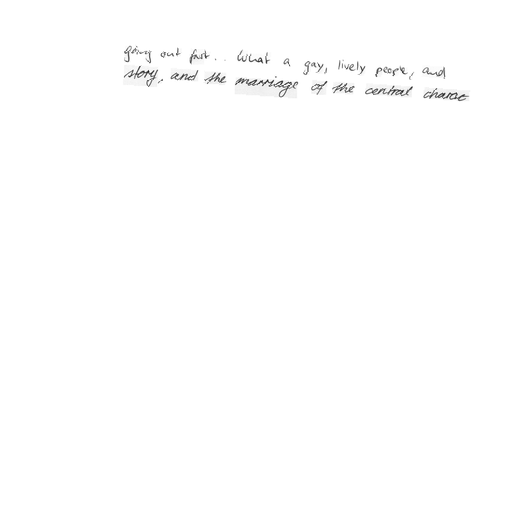 going out fast.. What a gay, lively people, and
story, and the marriage of the central charac